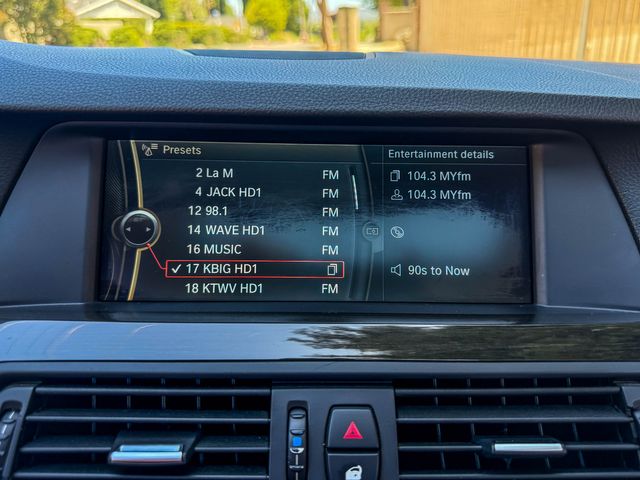 Presets
2 La M FM
4 JACK HD1 FM
12 98.1 FM
14 WAVE HD1 FM
16 MUSIC FM
17 KBIG HD1
18 KTWV HD1 FM
Entertainment details
104.3 MYfm
104.3 MYfm
90s to Now